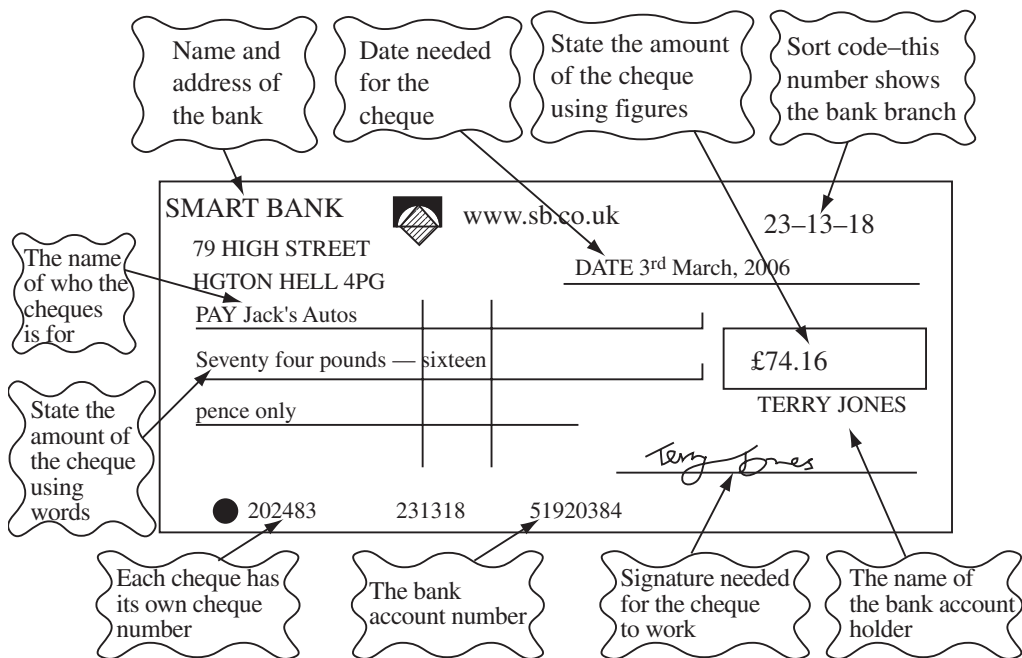 Name and
address of
the bank
Date needed
for the
cheque
State the amount
of the cheque
using figures
Sort code–this
number shows
the bank branch
SMART BANK
www.sb.co.uk
23–13–18
79 HIGH STREET
HGTON HELL 4PG
DATE 3rd March, 2006
The name
of who the
cheques
is for
PAY Jack's Autos
Seventy four pounds — sixteen
£74.16
pence only
TERRY JONES
State the
amount of
the cheque
using
words
Terry Jones
202483 231318 51920384
Each cheque has
its own cheque
number
The bank
account number
Signature needed
for the cheque
to work
The name of
the bank account
holder